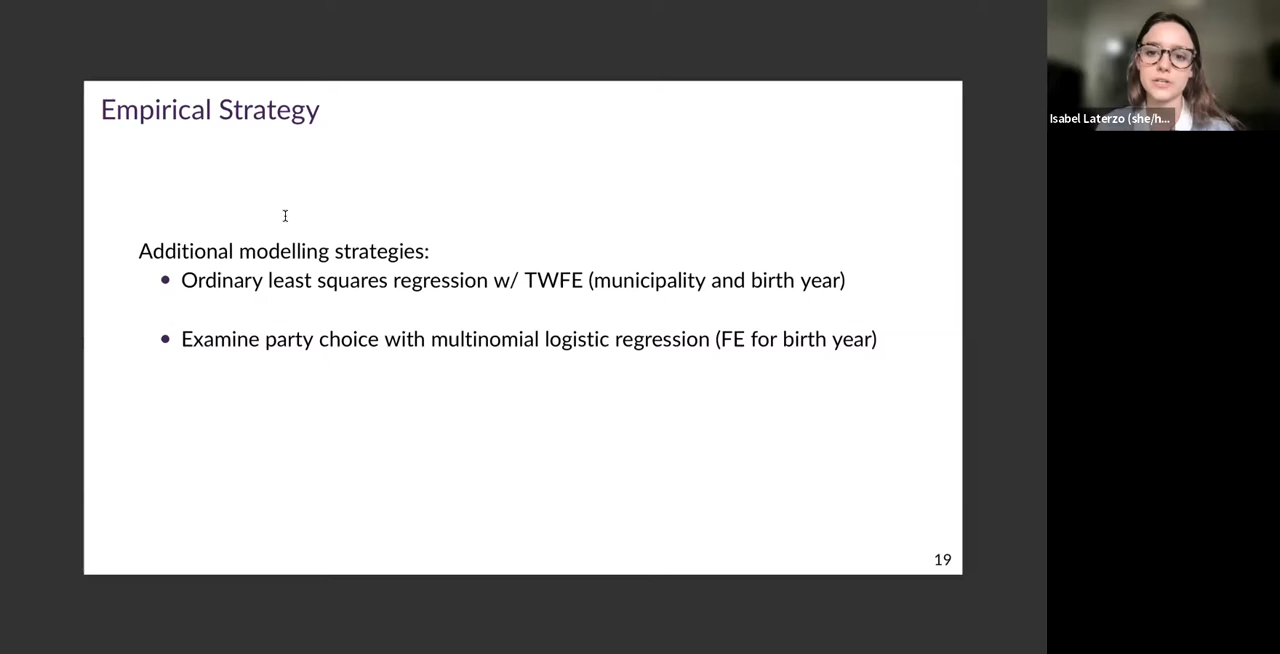 Empirical Strategy
Additional modelling strategies:
• Ordinary least squares regression w/ TWFE (municipality and birth year)
• Examine party choice with multinomial logistic regression (FE for birth year)
19
Isabel Laterzo (she/h...